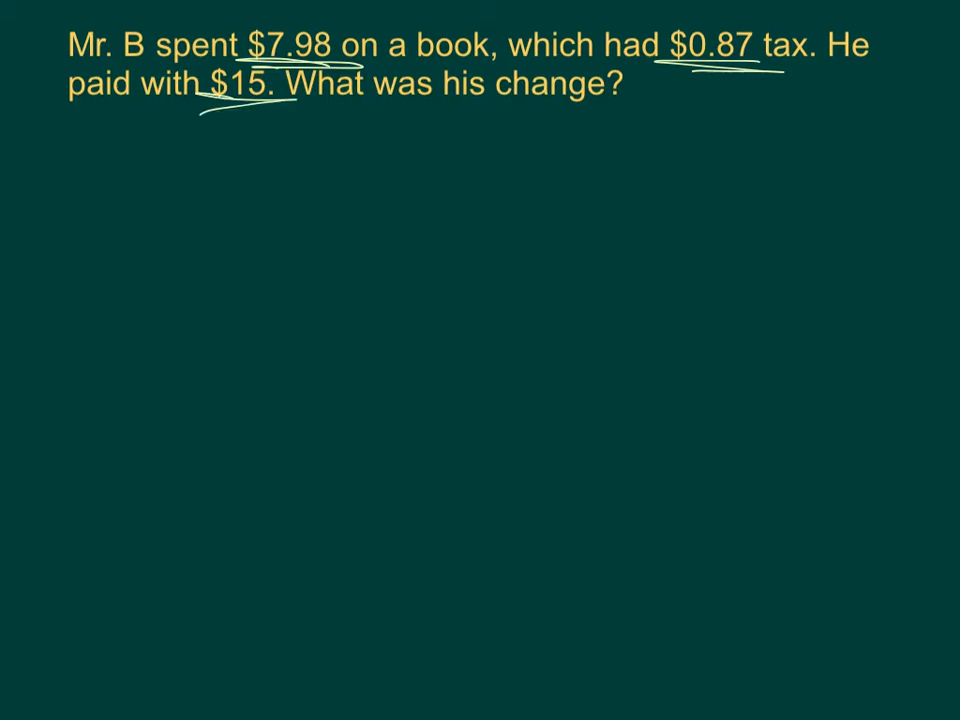 Mr. B spent $7.98 on a book, which had $0.87 tax. He
paid with $15. What was his change?